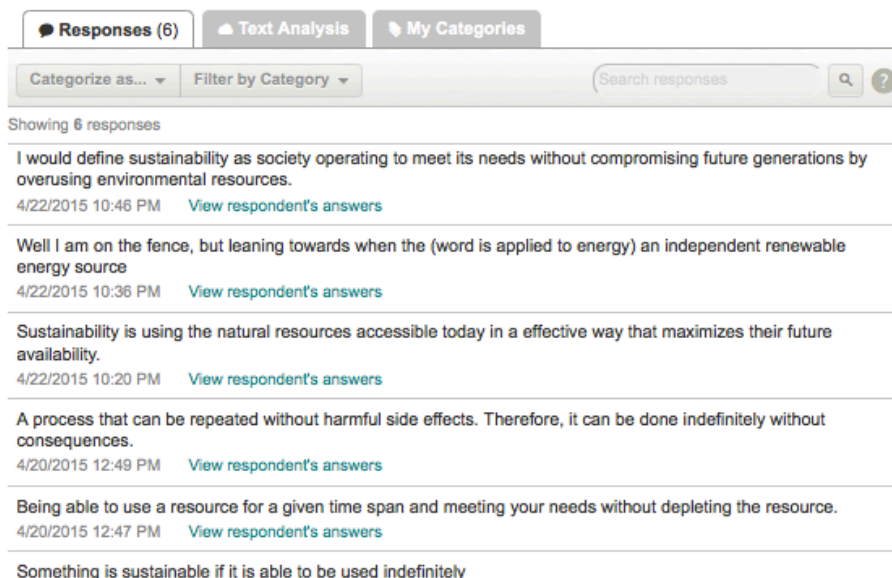 Responses (6) Text Analysis My Categories
Categorize as... Filter by Category Search responses ?
Showing 6 responses
I would define sustainability as society operating to meet its needs without compromising future generations by
overusing environmental resources.
4/22/2015 10:46 PM View respondent's answers
Well I am on the fence, but leaning towards when the (word is applied to energy) an independent renewable
energy source
4/22/2015 10:36 PM View respondent's answers
Sustainability is using the natural resources accessible today in a effective way that maximizes their future
availability.
4/22/2015 10:20 PM View respondent's answers
A process that can be repeated without harmful side effects. Therefore, it can be done indefinitely without
consequences.
4/20/2015 12:49 PM View respondent's answers
Being able to use a resource for a given time span and meeting your needs without depleting the resource.
4/20/2015 12:47 PM View respondent's answers
Something is sustainable if it is able to be used indefinitely